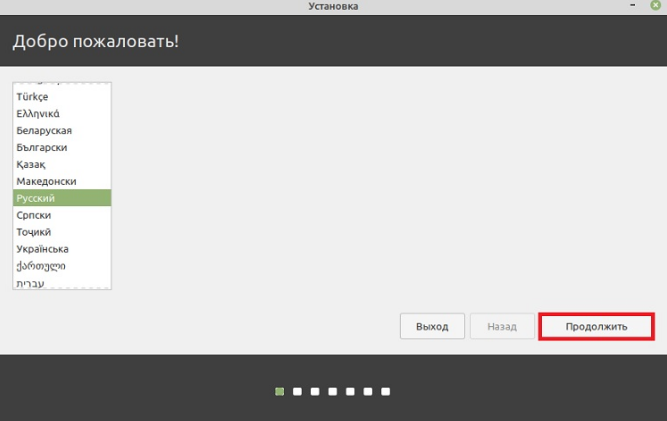 Установка
Добро пожаловать!
Türkçe
Ελληνικά
Беларуская
Български
Қазақ
Македонски
Русский
Српски
Тоҷикӣ
Українська
ქართული
עברית
Выход
Назад
Продолжить